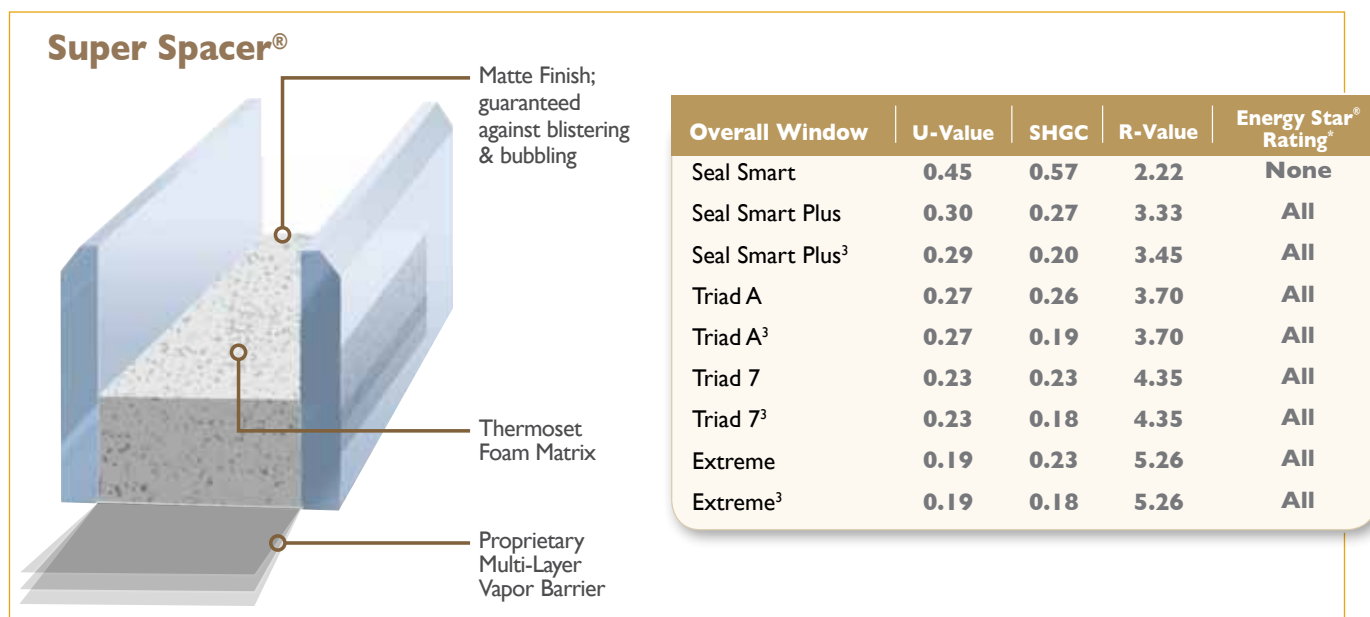 Super Spacer®
Matte Finish;
guaranteed
against blistering
& bubbling
Thermoset
Foam Matrix
Proprietary
Multi-Layer
Vapor Barrier
Overall Window U-Value SHGC R-Value Energy Star® Rating*
Seal Smart 0.45 0.57 2.22 None
Seal Smart Plus 0.30 0.27 3.33 All
Seal Smart Plus³ 0.29 0.20 3.45 All
Triad A 0.27 0.26 3.70 All
Triad A³ 0.27 0.19 3.70 All
Triad 7 0.23 0.23 4.35 All
Triad 7³ 0.23 0.18 4.35 All
Extreme 0.19 0.23 5.26 All
Extreme³ 0.19 0.18 5.26 All